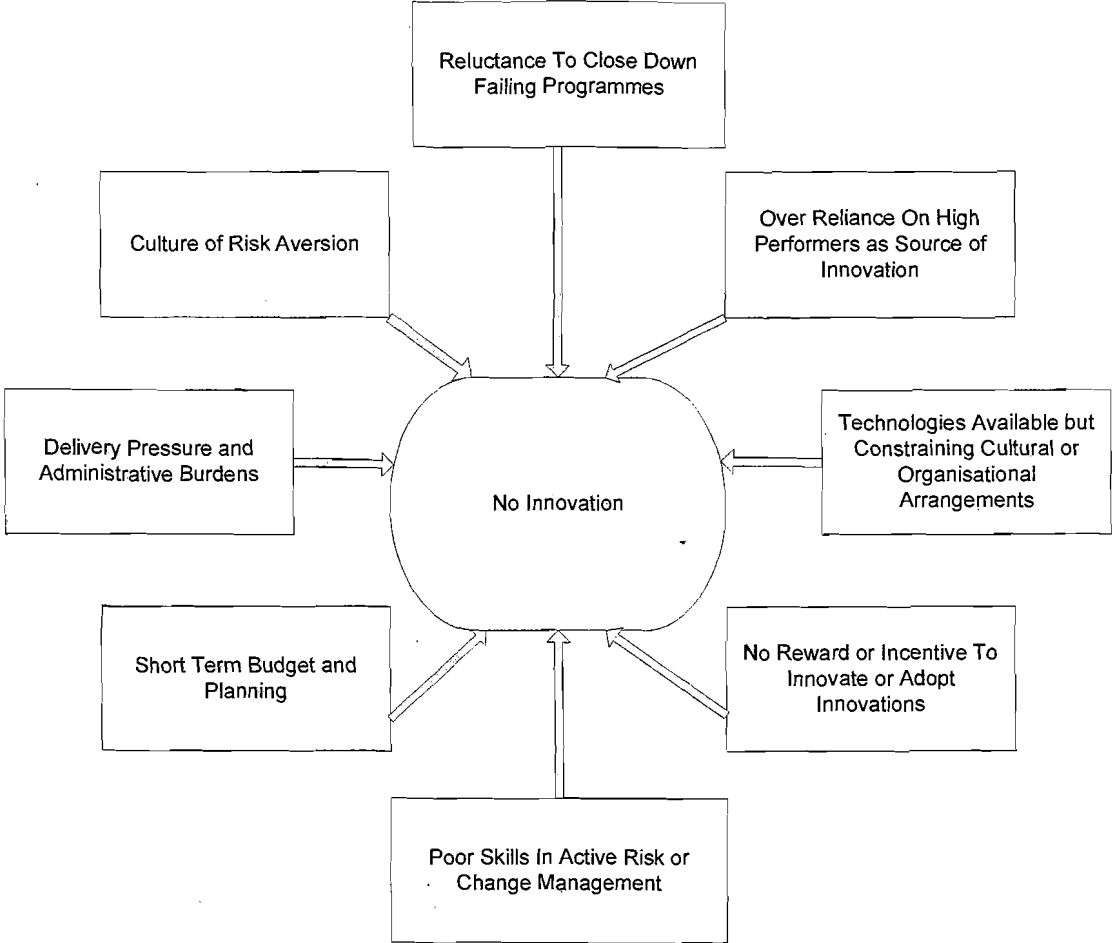 Reluctance To Close Down
Failing Programmes
Culture of Risk Aversion
Over Reliance On High
Performers as Source of
Innovation
Delivery Pressure and
Administrative Burdens
No Innovation
Technologies Available but
Constraining Cultural or
Organisational
Arrangements
Short Term Budget and
Planning
No Reward or Incentive To
Innovate or Adopt
Innovations
Poor Skills In Active Risk or
Change Management